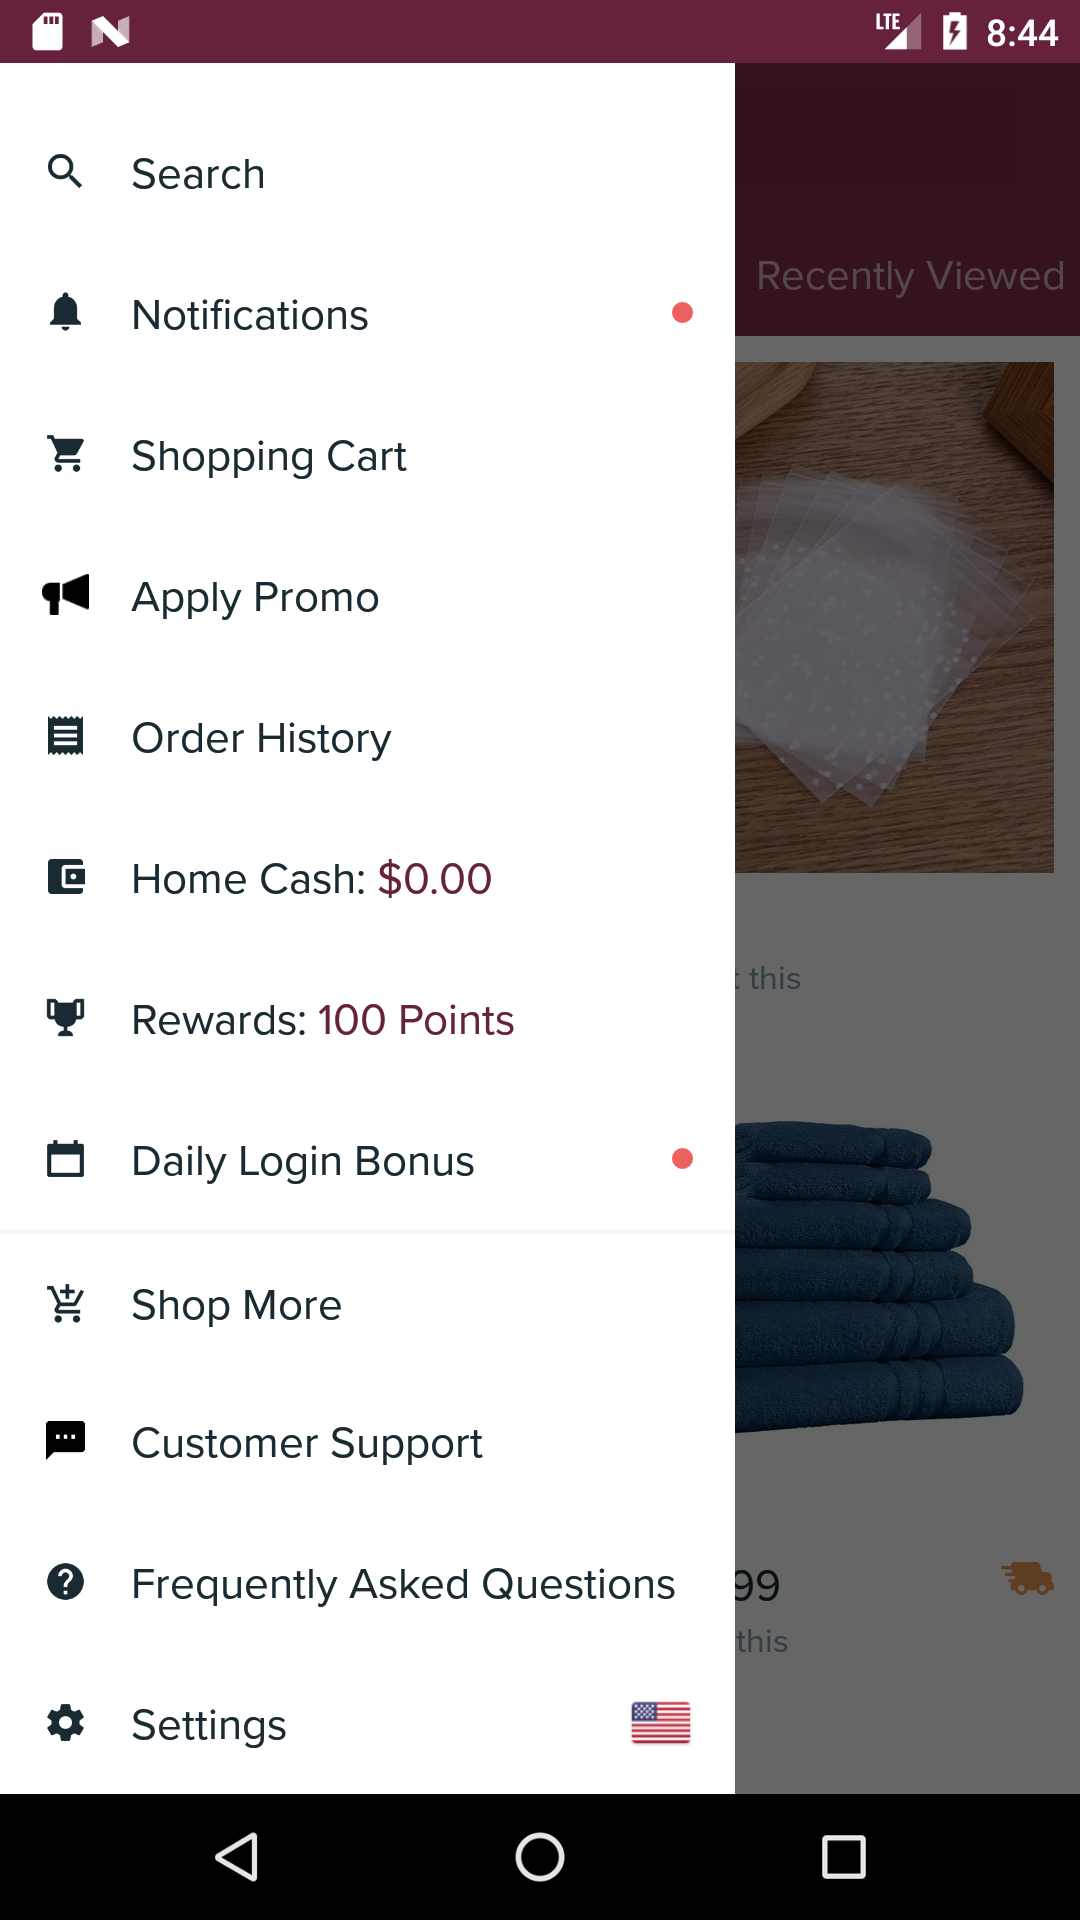 LTE 8:44
Search
Recently Viewed
Notifications
Shopping Cart
Apply Promo
Order History
Home Cash: $0.00
this
Rewards: 100 Points
Daily Login Bonus
Shop More
Customer Support
Frequently Asked Questions
99
this
Settings